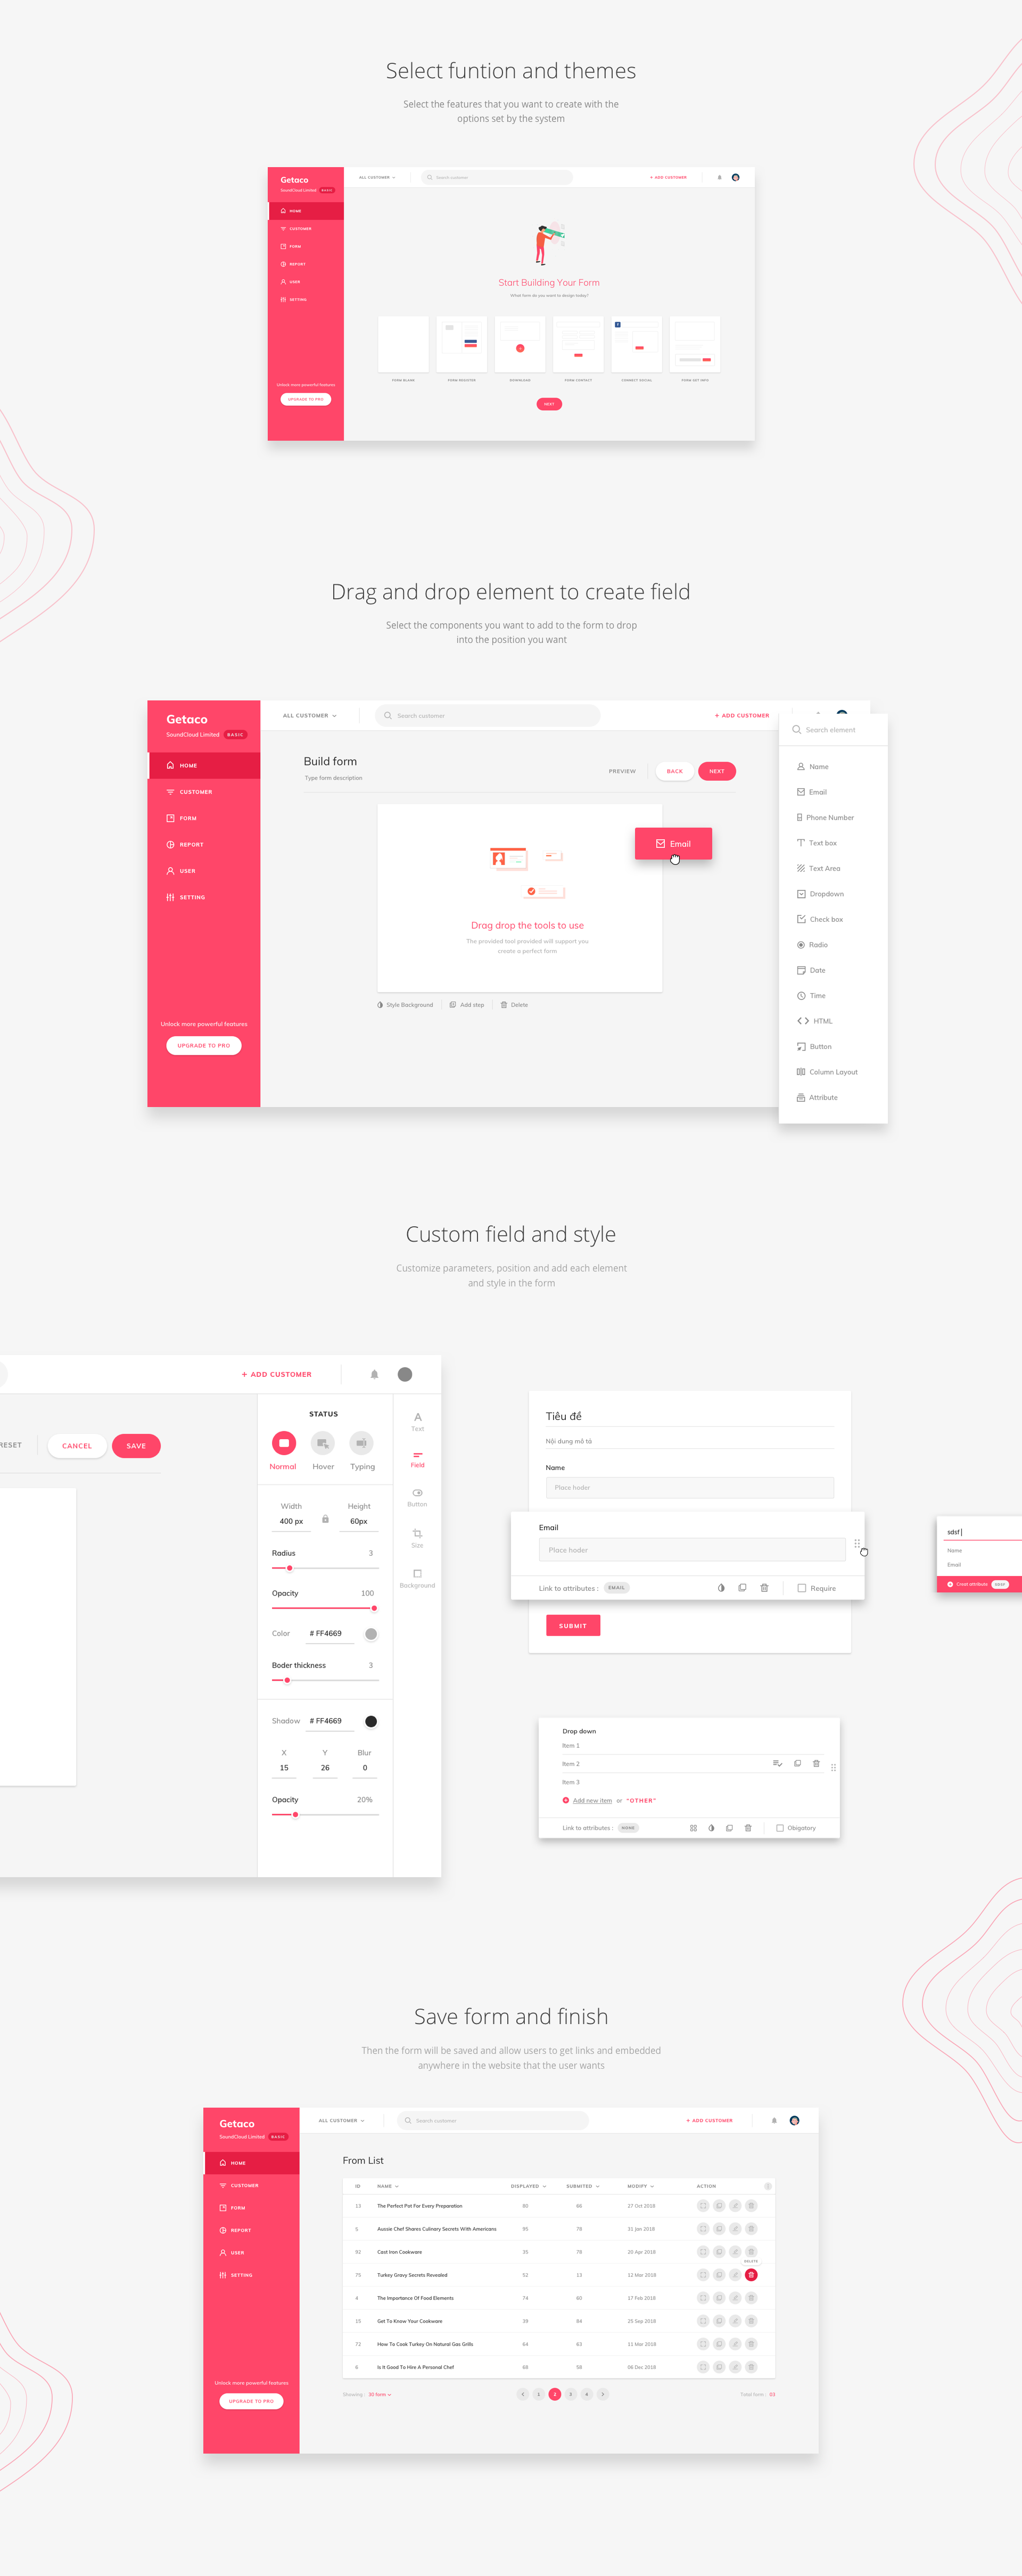 Select funtion and themes
Select the features that you want to create with the
options set by the system
Getaco
SoundCloud Limited BASIC
ALL CUSTOMER
Search customer
+ ADD CUSTOMER
HOME
CUSTOMER
FORM
REPORT
USER
SETTING
Start Building Your Form
What form do you want to design today?
FORM BLANK
FORM REGISTER
DOWNLOAD
FORM CONTACT
CONNECT SOCIAL
FORM GET INFO
Unlock more powerful features
UPGRADE TO PRO
NEXT
Drag and drop element to create field
Select the components you want to add to the form to drop
into the position you want
Getaco
SoundCloud Limited BASIC
ALL CUSTOMER
Search customer
+ ADD CUSTOMER
HOME
CUSTOMER
FORM
REPORT
USER
SETTING
Unlock more powerful features
UPGRADE TO PRO
Build form
Type form description
PREVIEW
BACK
NEXT
Email
Drag drop the tools to use
The provided tool provided will support you
create a perfect form
Style Background
Add step
Delete
Search element
Name
Email
Phone Number
Text box
Text Area
Dropdown
Check box
Radio
Date
Time
HTML
Button
Column Layout
Attribute
Custom field and style
Customize parameters, position and add each element
and style in the form
+ ADD CUSTOMER
RESET
CANCEL
SAVE
STATUS
Normal
Hover
Typing
Width
Height
400 px
60px
Radius 3
Opacity 100
Color # FF4669
Boder thickness 3
Shadow # FF4669
X Y Blur
15 26 0
Opacity 20%
Text
Field
Button
Size
Background
Tiêu đề
Nội dung mô tả
Name
Place hoder
Email
Place hoder
Link to attributes : EMAIL
Require
SUBMIT
sdsf
Name
Email
Creat attribute SDSF
Drop down
Item 1
Item 2
Item 3
Add new item or "OTHER"
Link to attributes : NONE
Obigatory
Save form and finish
Then the form will be saved and allow users to get links and embedded
anywhere in the website that the user wants
Getaco
SoundCloud Limited BASIC
ALL CUSTOMER
Search customer
+ ADD CUSTOMER
HOME
CUSTOMER
FORM
REPORT
USER
SETTING
Unlock more powerful features
UPGRADE TO PRO
From List
ID NAME DISPLAYED SUBMITED MODIFY ACTION
13 The Perfect Pot For Every Preparation 80 66 27 Oct 2018
5 Aussie Chef Shares Culinary Secrets With Americans 95 78 31 Jan 2018
92 Cast Iron Cookware 35 76 20 Apr 2018
DELETE
75 Turkey Gravy Secrets Revealed 52 13 12 Mar 2018
4 The Importance Of Food Elements 74 60 17 Feb 2018
15 Get To Know Your Cookware 39 84 25 Sep 2018
72 How To Cook Turkey On Natural Gas Grills 64 63 11 Mar 2018
6 Is It Good To Hire A Personal Chef 68 58 06 Dec 2018
Showing : 30 form
1 2 3 4
Total form : 83